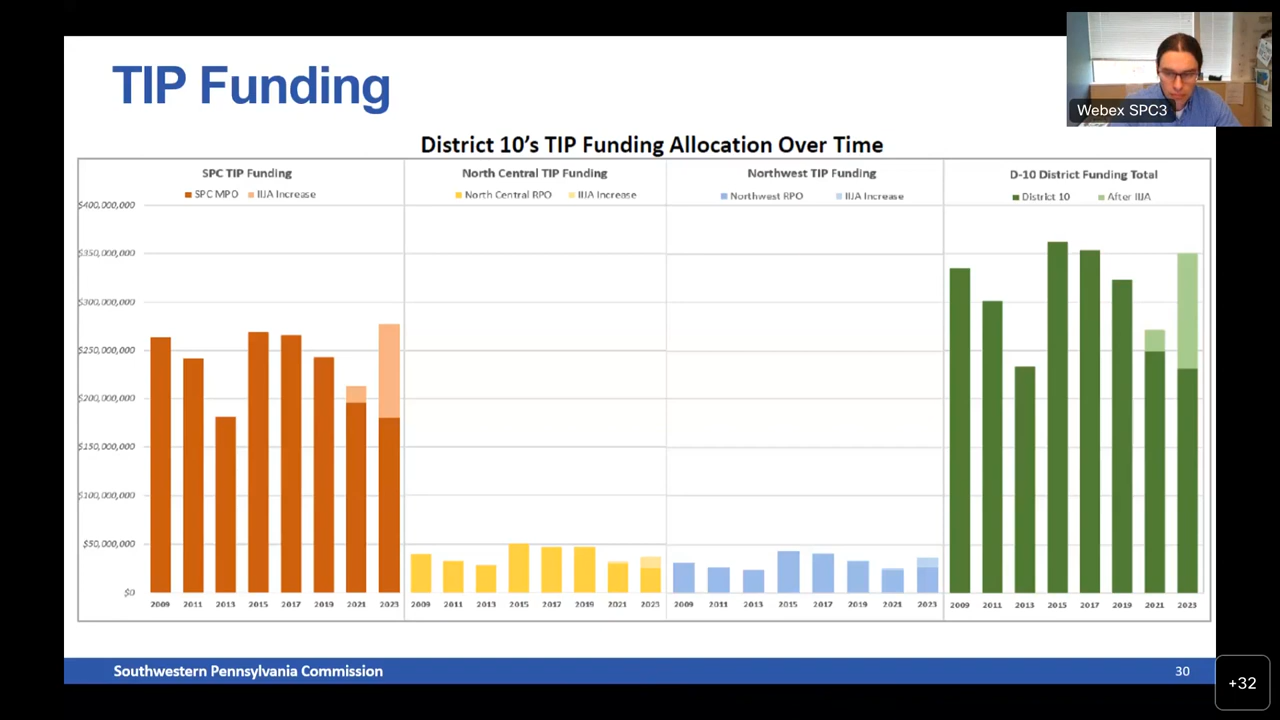 TIP Funding
Webex SPC3
District 10's TIP Funding Allocation Over Time
SPC TIP Funding
SPC MPO IIJA Increase
North Central TIP Funding
North Central RPO IIJA Increase
Northwest TIP Funding
Northwest RPO IIJA Increase
D-10 District Funding Total
District 10 After IIJA
$400,000,000
$350,000,000
$300,000,000
$250,000,000
$200,000,000
$150,000,000
$100,000,000
$50,000,000
$0
2009 2011 2013 2015 2017 2019 2021 2023
2009 2011 2013 2015 2017 2019 2021 2023
2009 2011 2013 2015 2017 2019 2021 2023
2009 2011 2013 2015 2017 2019 2021 2023
Southwestern Pennsylvania Commission
30
+32